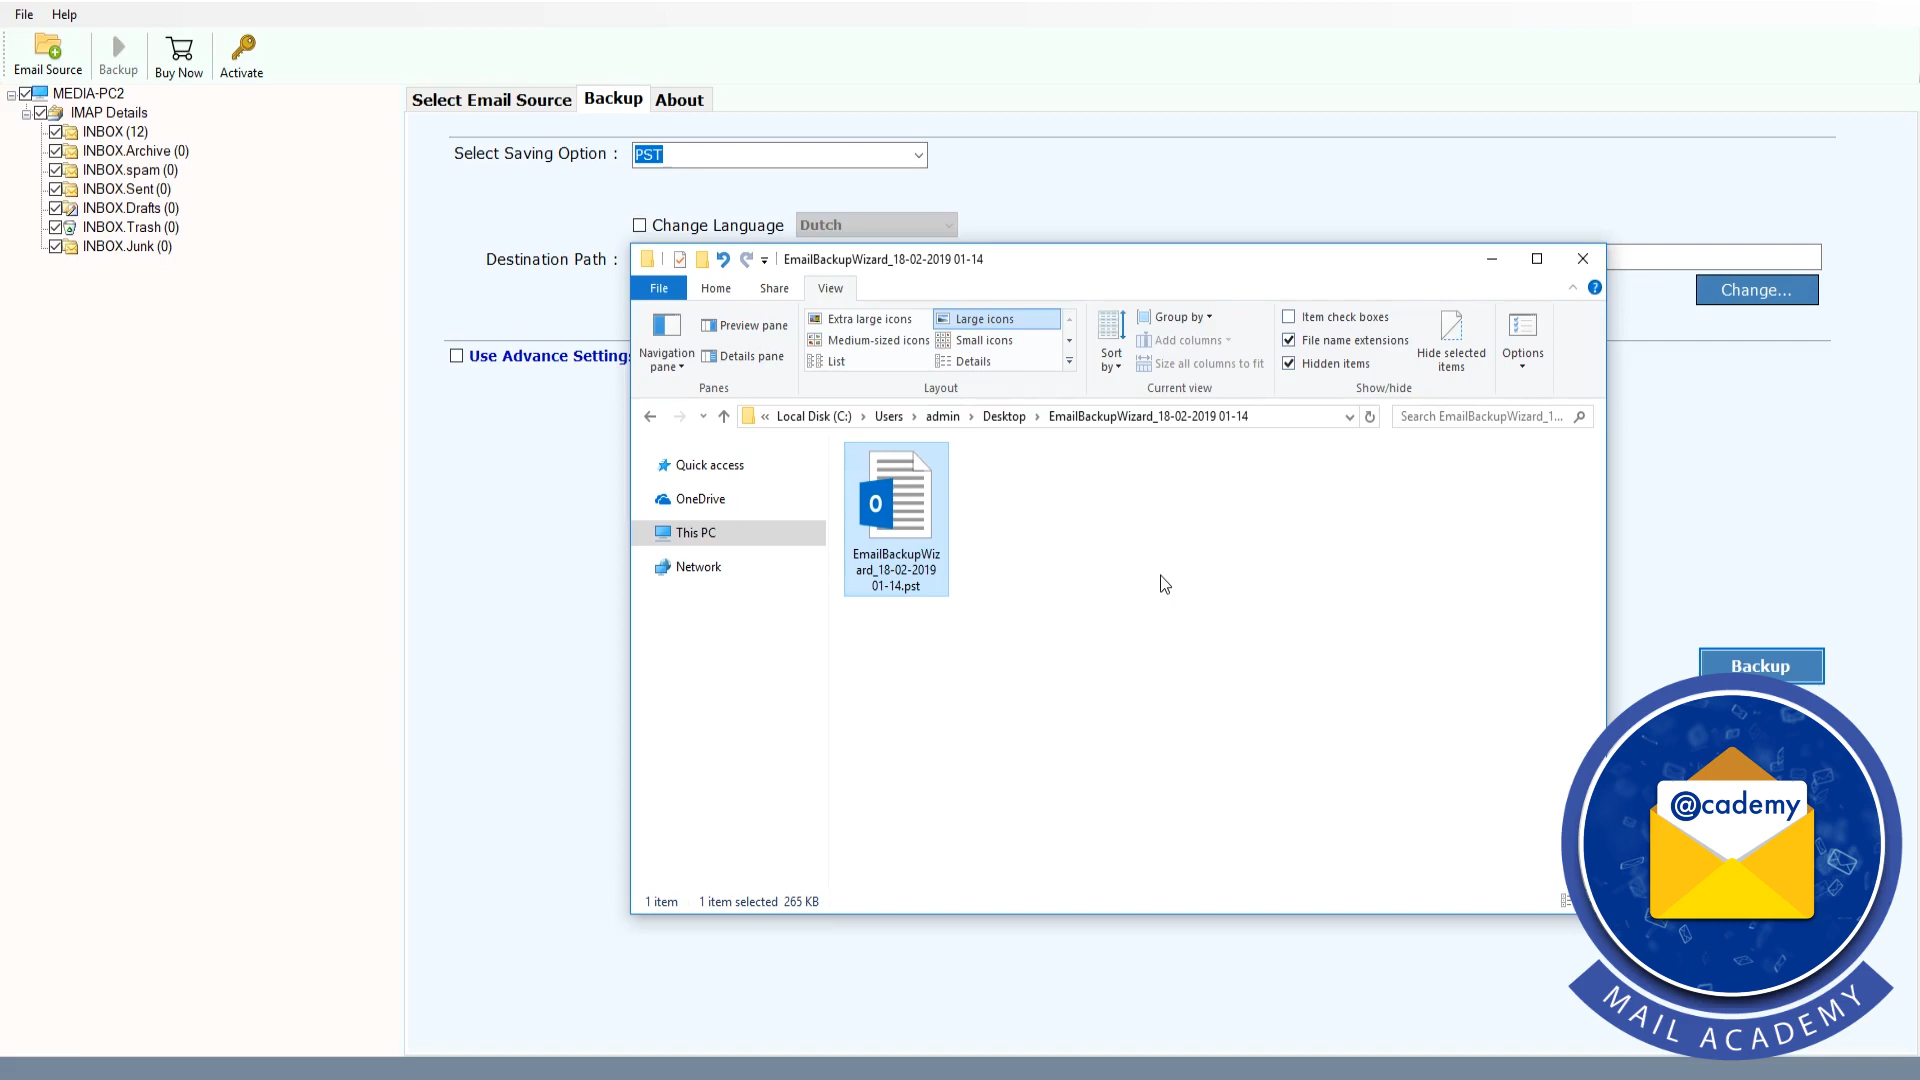 File Help
Email Source Backup Buy Now Activate
MEDIA-PC2
IMAP Details
INBOX (12)
INBOX.Archive (0)
INBOX.spam (0)
INBOX.Sent (0)
INBOX.Drafts (0)
INBOX.Trash (0)
INBOX.Junk (0)
Select Email Source Backup About
Select Saving Option : PST
Change Language Dutch
Destination Path :
Change...
Use Advance Settings
EmailBackupWizard_18-02-2019 01-14
File Home Share View
Navigation pane
Preview pane
Details pane
Panes
Extra large icons Large icons
Medium-sized icons Small icons
List Details
Layout
Sort by
Group by
Add columns
Size all columns to fit
Current view
Item check boxes
File name extensions
Hidden items
Hide selected items
Show/hide
Options
« Local Disk (C:) › Users › admin › Desktop › EmailBackupWizard_18-02-2019 01-14
Search EmailBackupWizard_1...
Quick access
OneDrive
This PC
Network
EmailBackupWiz
ard_18-02-2019
01-14.pst
1 item 1 item selected 265 KB
Backup
@cademy
MAIL ACADEMY